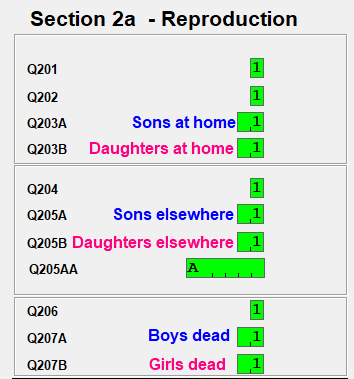 Section 2a - Reproduction
Q201 1
Q202 1
Q203A Sons at home 1
Q203B Daughters at home 1
Q204 1
Q205A Sons elsewhere 1
Q205B Daughters elsewhere 1
Q205AA A
Q206 1
Q207A Boys dead 1
Q207B Girls dead 1